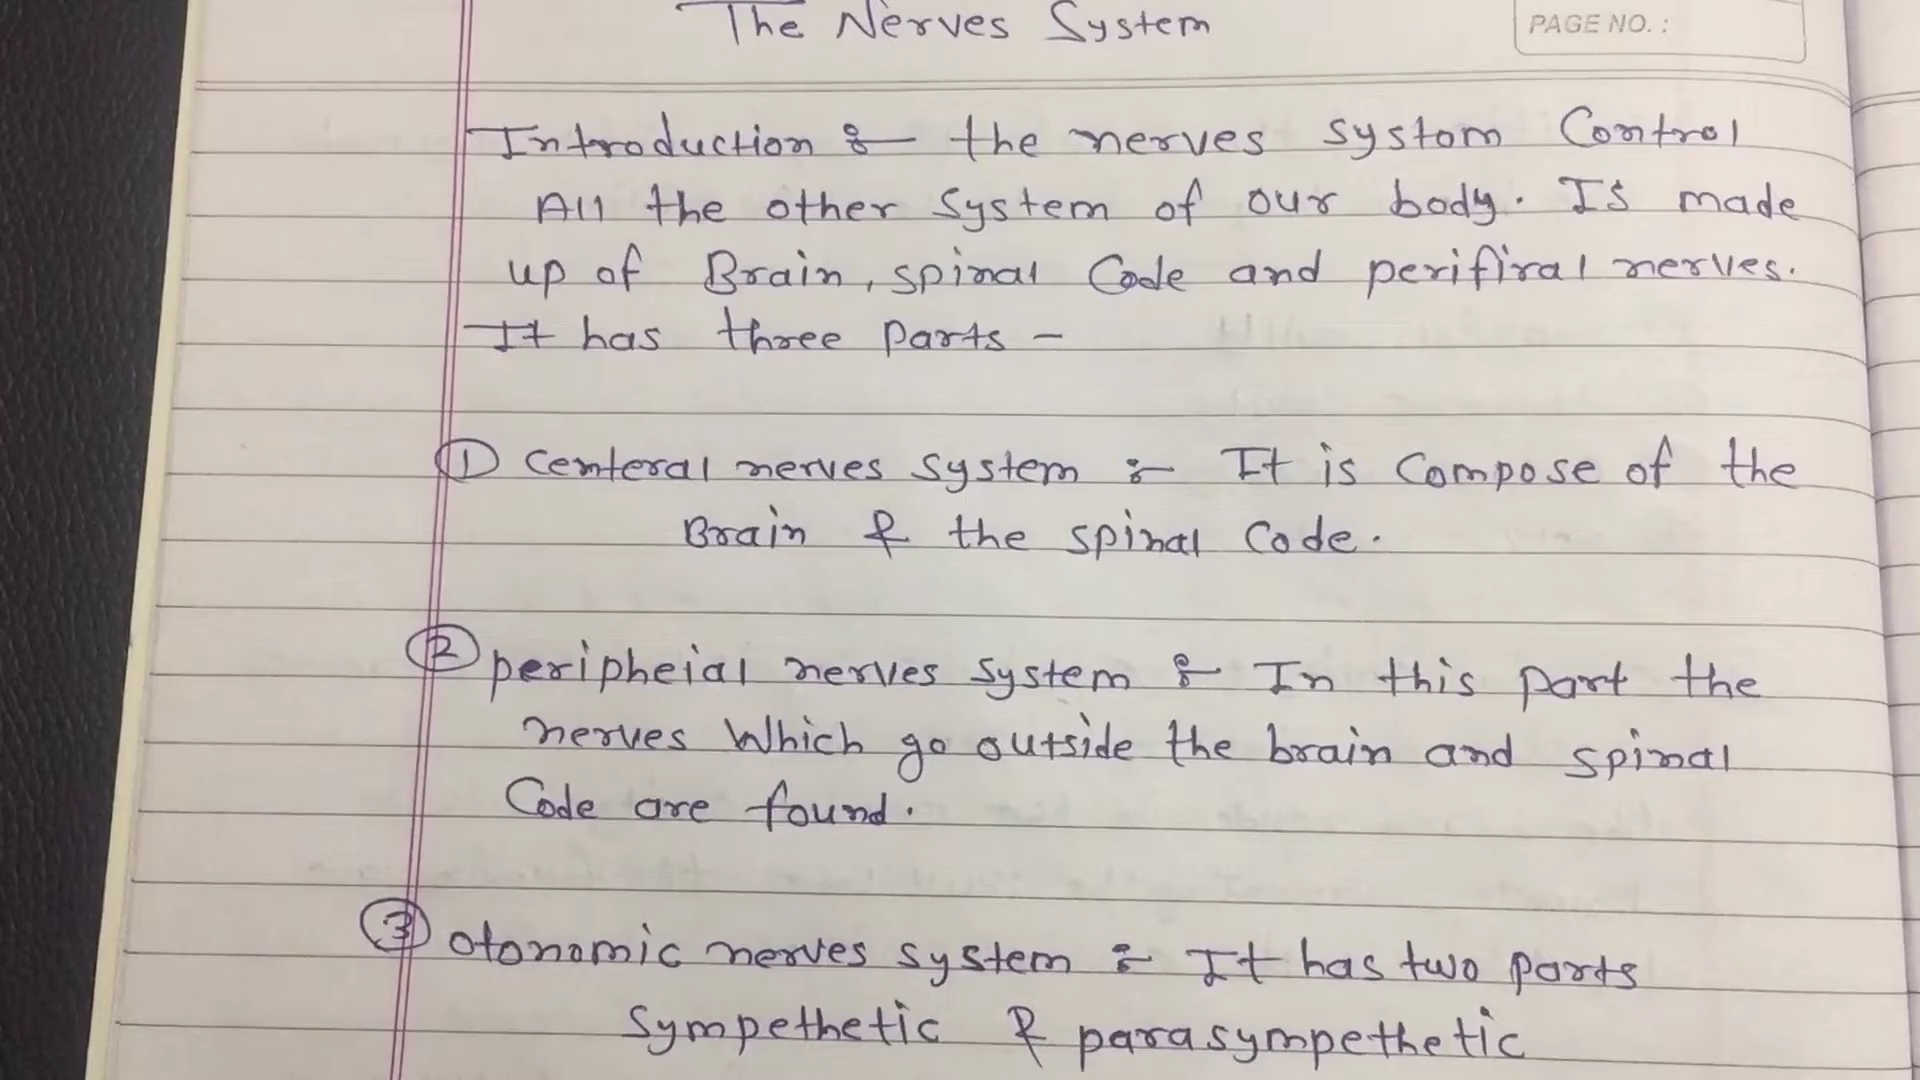 The Nerves System
PAGE NO. :
Introduction :- the nerves systom Control
All the other System of our body. Is made
up of Brain, spinal Code and perifiral nerves.
It has three parts -
① Centeral nerves system :- It is Compose of the
Brain & the spinal Code.
② peripheial nerves system :- In this part the
nerves Which go outside the brain and spinal
Code are found.
③ otonomic nerves system :- It has two parts
Sympethetic & parasympethetic